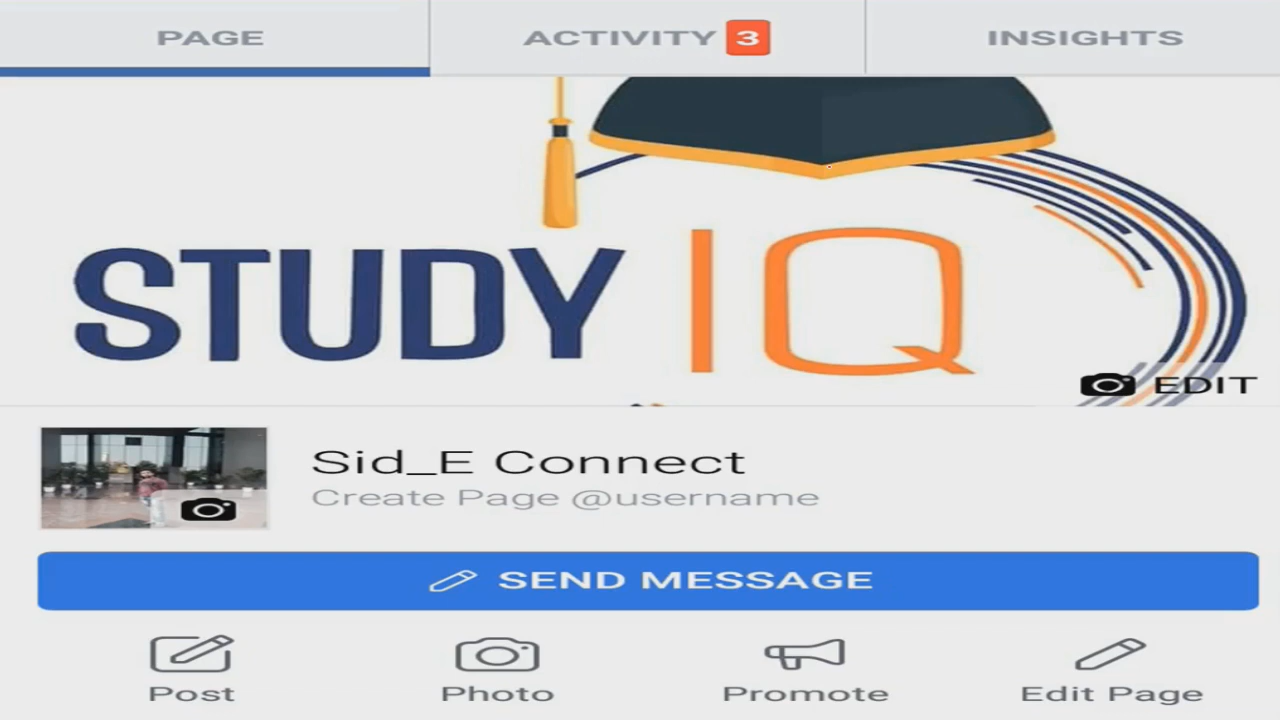 PAGE
ACTIVITY 3
INSIGHTS
STUDY IQ
EDIT
Sid_E Connect
Create Page @username
SEND MESSAGE
Post
Photo
Promote
Edit Page